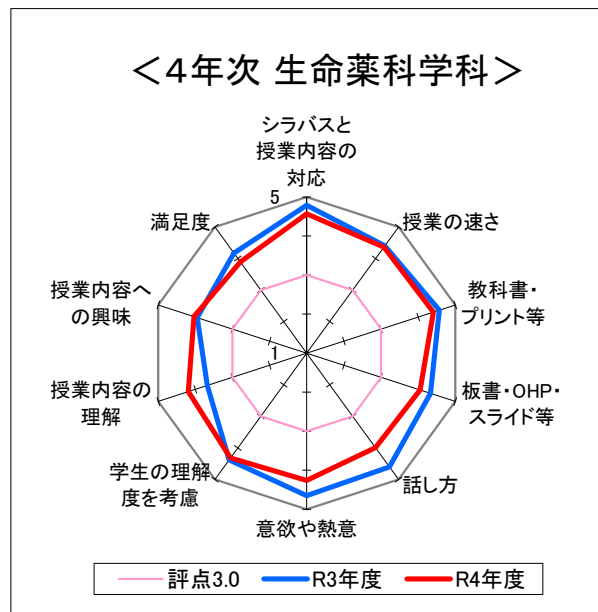 ＜4年次 生命薬科学科＞
シラバスと
授業内容の
対応
5
授業の速さ
教科書・
プリント等
板書・OHP・
スライド等
話し方
意欲や熱意
学生の理解
度を考慮
授業内容の
理解
授業内容へ
の興味
満足度
1
評点3.0
R3年度
R4年度